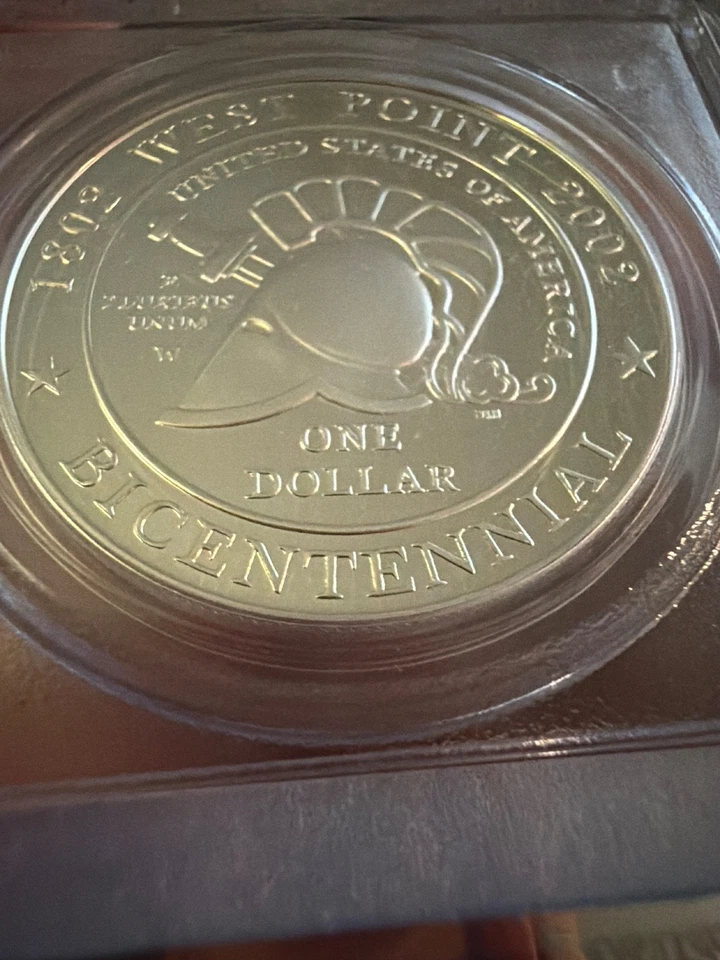 1802 WEST POINT 2002
UNITED STATES OF AMERICA
E
PLURIBUS
UNUM
W
ONE
DOLLAR
BICENTENNIAL